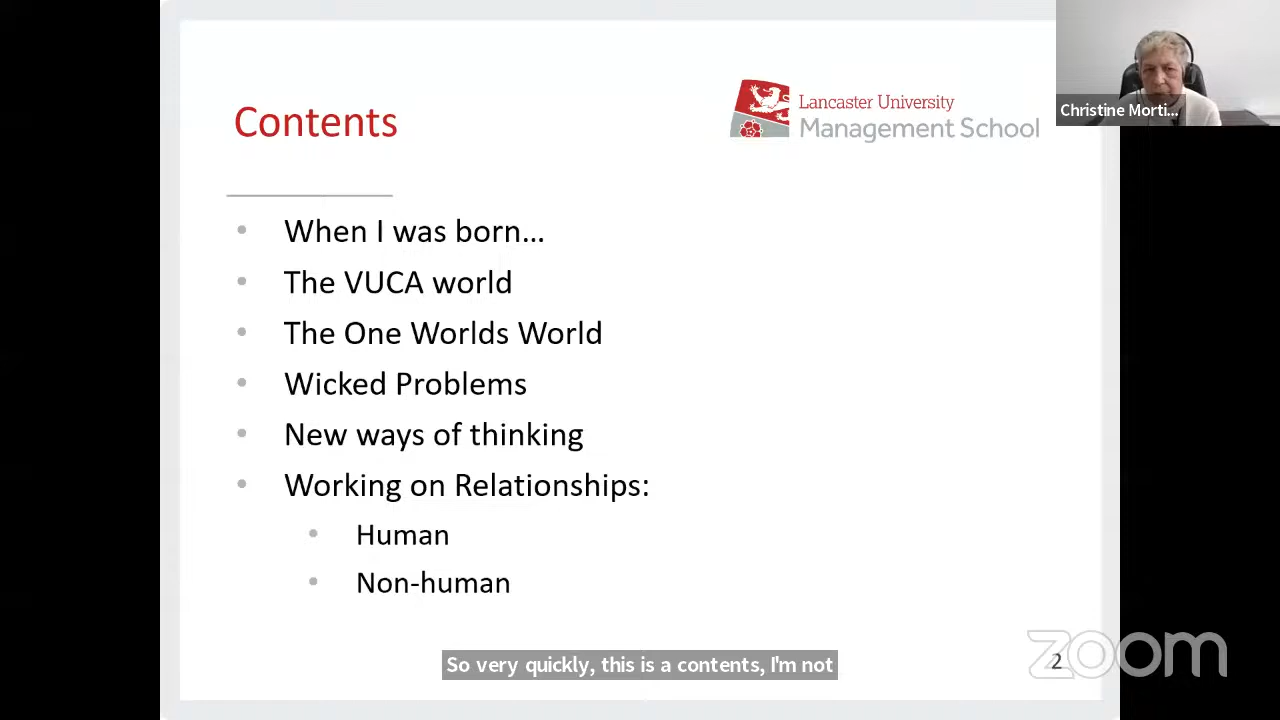 Contents
Lancaster University
Management School
Christine Morti...
When I was born...
The VUCA world
The One Worlds World
Wicked Problems
New ways of thinking
Working on Relationships:
Human
Non-human
So very quickly, this is a contents, I'm not
2
zoom